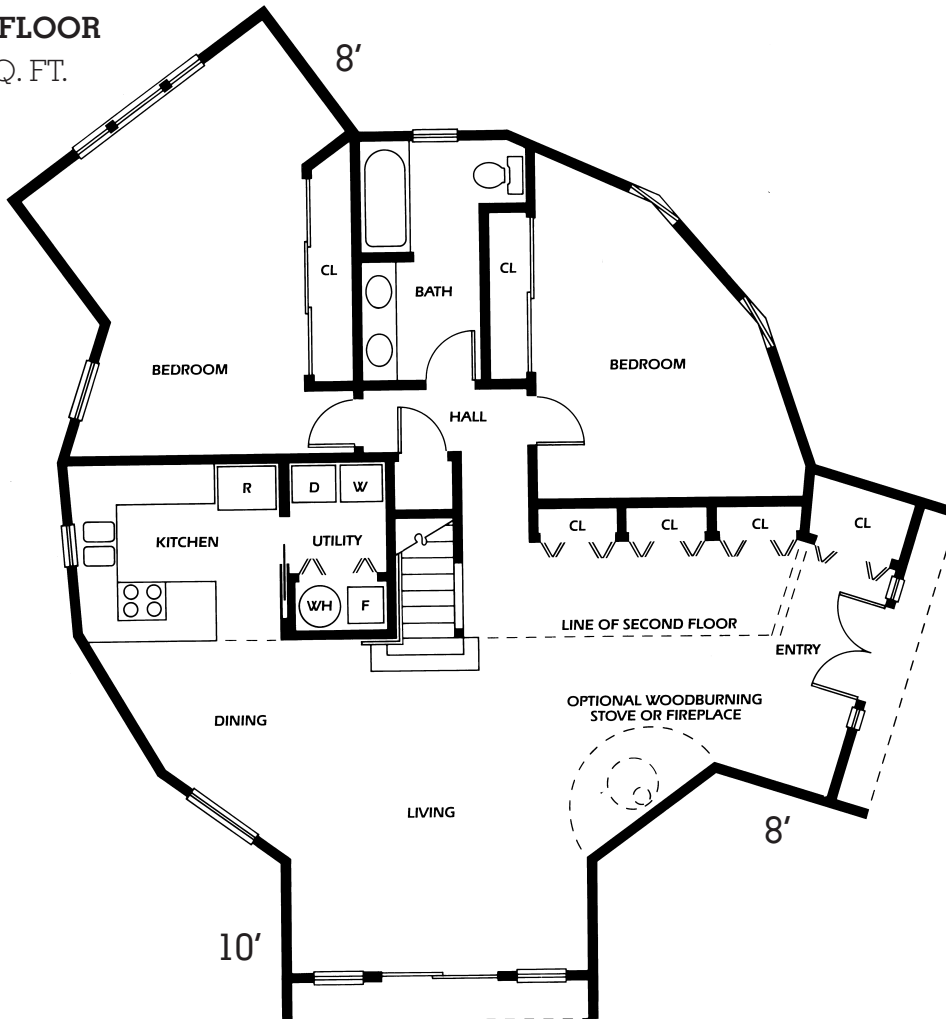 FLOOR
Q. FT.
8'
CL
BATH
CL
BEDROOM
BEDROOM
HALL
R
D
W
KITCHEN
UTILITY
CL
CL
CL
CL
WH
F
LINE OF SECOND FLOOR
ENTRY
DINING
OPTIONAL WOODBURNING
STOVE OR FIREPLACE
LIVING
8'
10'